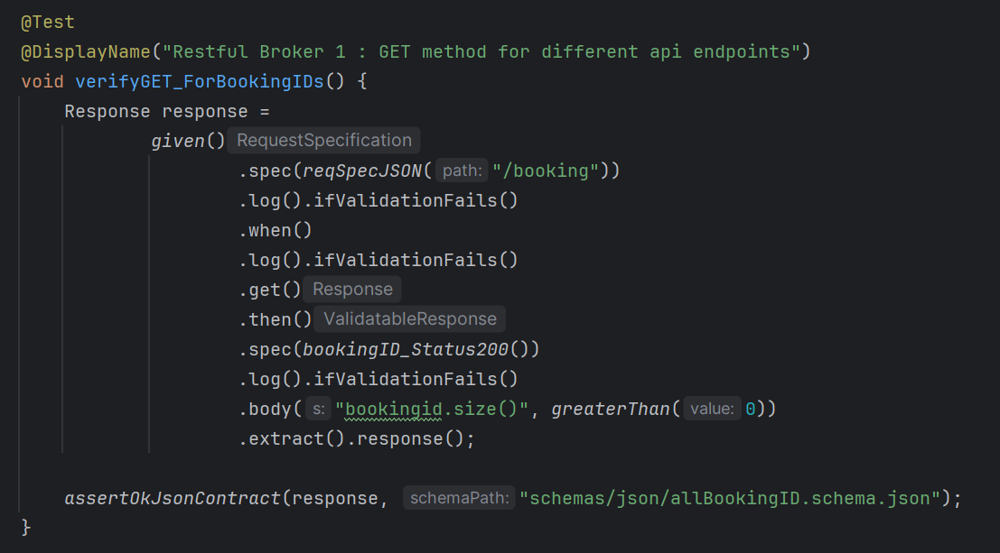 @Test
@DisplayName("Restful Broker 1 : GET method for different api endpoints")
void verifyGET_ForBookingIDs() {
Response response =
given() RequestSpecification
.spec(reqSpecJSON( path: "/booking"))
.log().ifValidationFails()
.when()
.log().ifValidationFails()
.get() Response
.then() ValidatableResponse
.spec(bookingID_Status200())
.log().ifValidationFails()
.body( s: "bookingid.size()", greaterThan( value: 0))
.extract().response();
assertOkJsonContract(response, schemaPath: "schemas/json/allBookingID.schema.json");
}